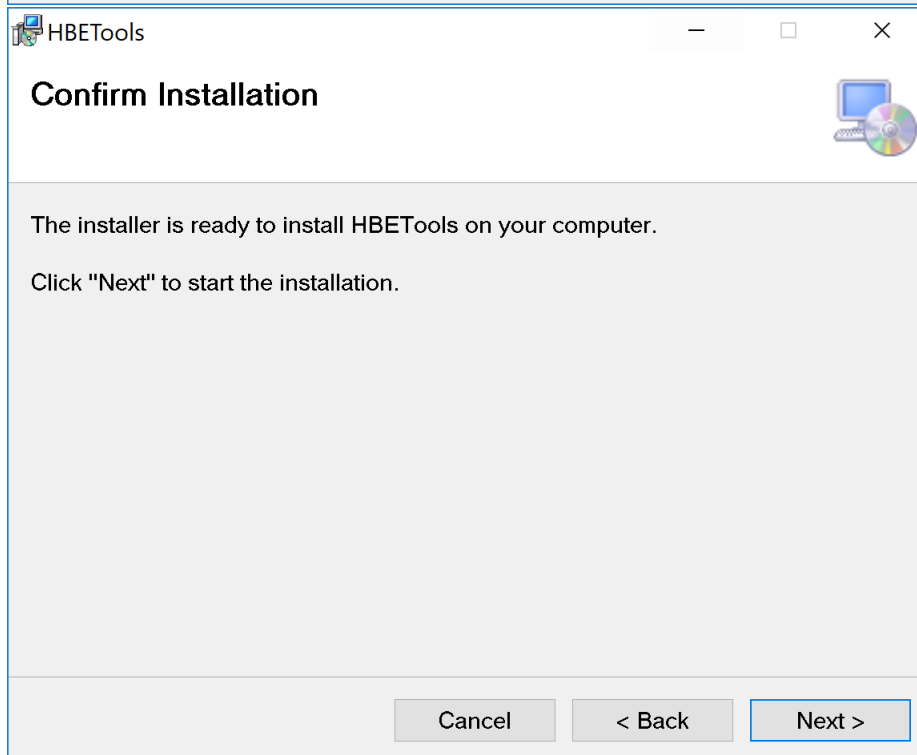 HBETools
Confirm Installation
The installer is ready to install HBETools on your computer.
Click "Next" to start the installation.
Cancel
< Back
Next >